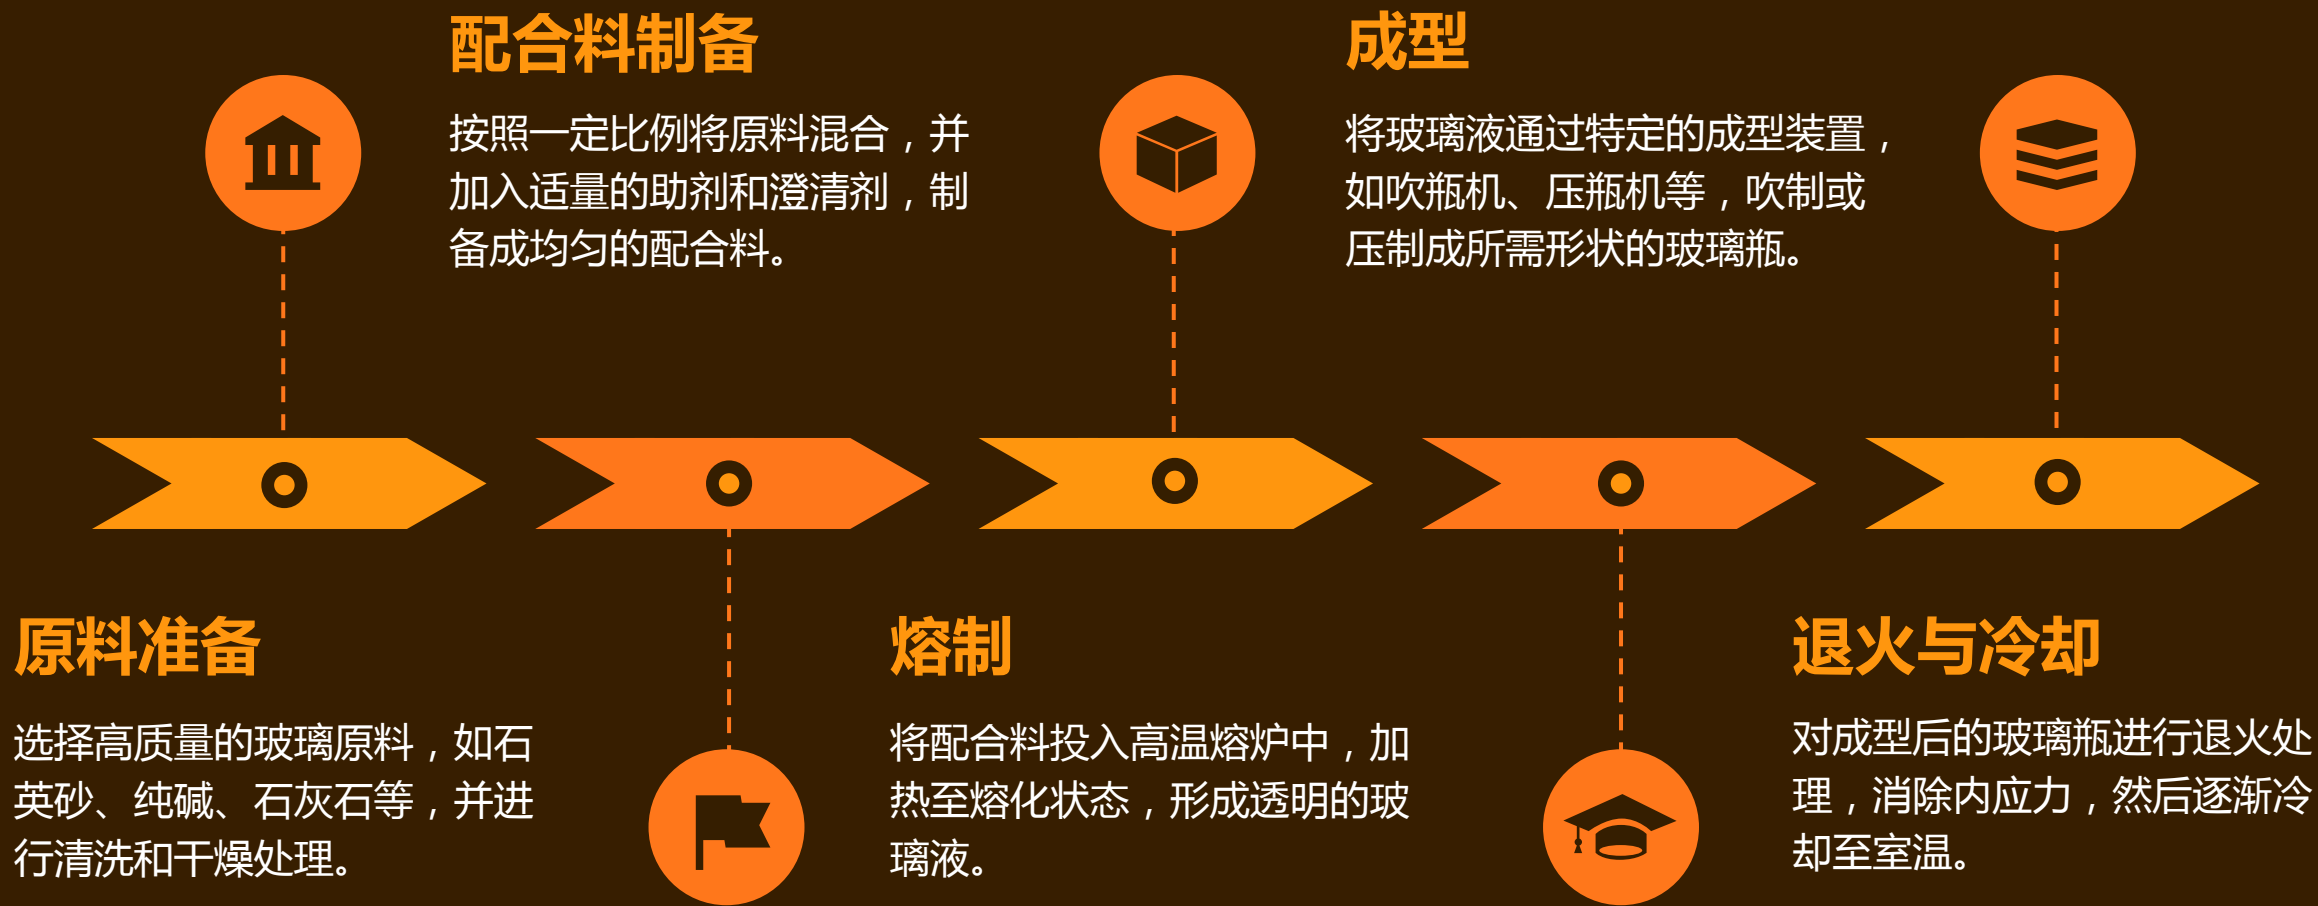 原料准备
选择高质量的玻璃原料，如石
英砂、纯碱、石灰石等，并进
行清洗和干燥处理。
配合料制备
按照一定比例将原料混合，并
加入适量的助剂和澄清剂，制
备成均匀的配合料。
熔制
将配合料投入高温熔炉中，加
热至熔化状态，形成透明的玻
璃液。
成型
将玻璃液通过特定的成型装置，
如吹瓶机、压瓶机等，吹制或
压制成所需形状的玻璃瓶。
退火与冷却
对成型后的玻璃瓶进行退火处
理，消除内应力，然后逐渐冷
却至室温。